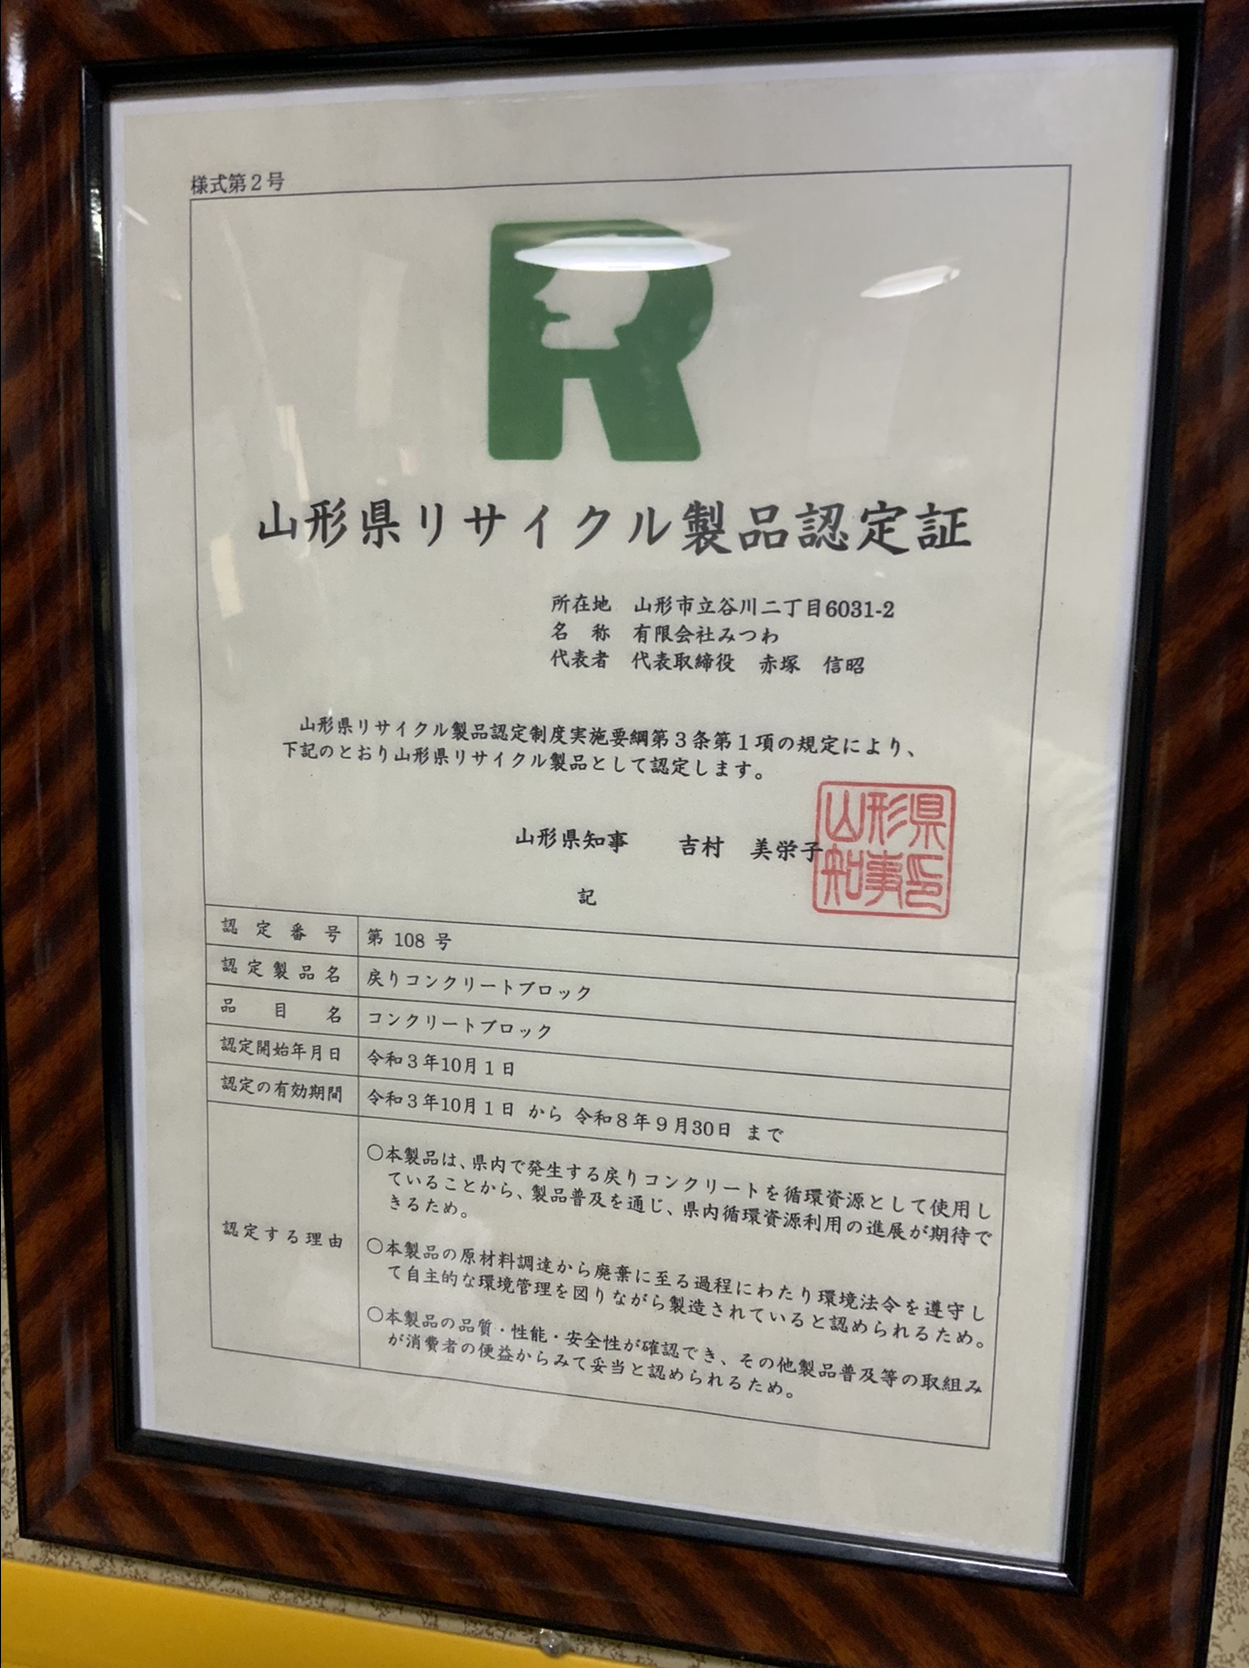 様式第2号
R
山形県リサイクル製品認定証
所在地 山形市立谷川二丁目6031-2
名 称 有限会社みつわ
代表者 代表取締役 赤塚 信昭
山形県リサイクル製品認定制度実施要綱第3条第1項の規定により、
下記のとおり山形県リサイクル製品として認定します。
山形県知事 吉村 美栄子
山形県
知事印
記
認定番号 第 108 号
認定製品名 戻りコンクリートブロック
品目名 コンクリートブロック
認定開始年月日 令和3年10月1日
認定の有効期間 令和3年10月1日 から 令和8年9月30日 まで
認定する理由
○本製品は、県内で発生する戻りコンクリートを循環資源として使用し
ていることから、製品普及を通じ、県内循環資源利用の進展が期待で
きるため。
○本製品の原材料調達から廃棄に至る過程にわたり環境法令を遵守し
て自主的な環境管理を図りながら製造されていると認められるため。
○本製品の品質・性能・安全性が確認でき、その他製品普及等の取組み
が消費者の便益からみて妥当と認められるため。